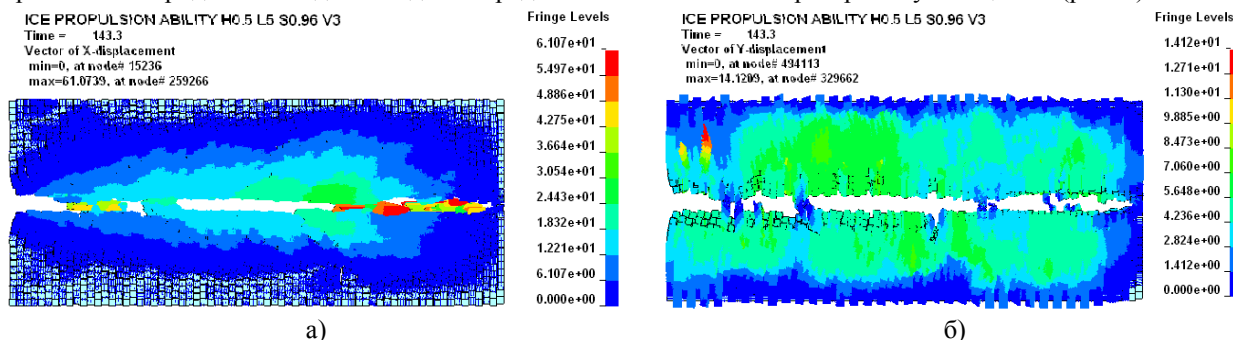 ICE PROPULSION ABILITY H0.5 L5 S0.96 V3
Time = 143.3
Vector of X-displacement
min=0, at node# 15236
max=61.0739, at node# 259266
Fringe Levels
6.107e+01
5.497e+01
4.886e+01
4.275e+01
3.664e+01
3.054e+01
2.443e+01
1.832e+01
1.221e+01
6.107e+00
0.000e+00
а)
ICE PROPULSION ABILITY H0.5 L5 S0.96 V3
Time = 143.3
Vector of Y-displacement
min=0, at node# 494113
max=14.1209, at node# 329662
Fringe Levels
1.412e+01
1.271e+01
1.130e+01
9.885e+00
8.473e+00
7.060e+00
5.648e+00
4.236e+00
2.824e+00
1.412e+00
0.000e+00
б)